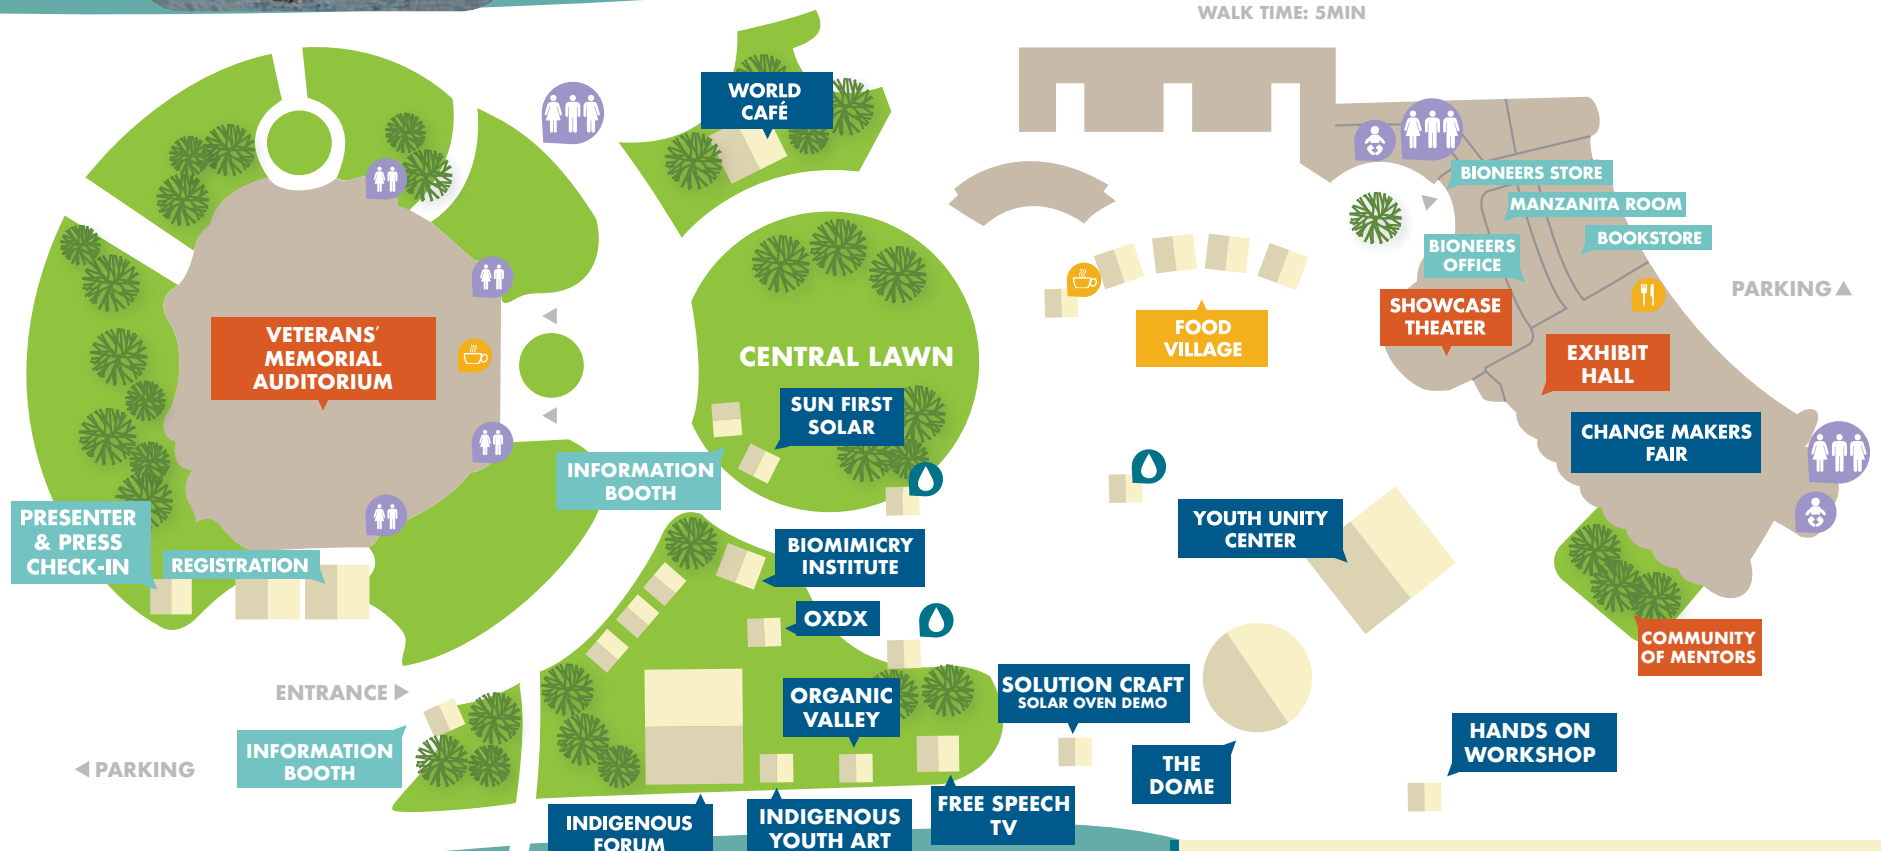 WALK TIME: 5MIN
WORLD
CAFÉ
BIONEERS STORE
MANZANITA ROOM
BOOKSTORE
BIONEERS
OFFICE
PARKING
SHOWCASE
THEATER
FOOD
VILLAGE
VETERANS'
MEMORIAL
AUDITORIUM
CENTRAL LAWN
EXHIBIT
HALL
SUN FIRST
SOLAR
CHANGE MAKERS
FAIR
INFORMATION
BOOTH
PRESENTER
& PRESS
CHECK-IN
REGISTRATION
YOUTH UNITY
CENTER
BIOMIMICRY
INSTITUTE
OXDX
COMMUNITY
OF MENTORS
ENTRANCE
ORGANIC
VALLEY
SOLUTION CRAFT
SOLAR OVEN DEMO
INFORMATION
BOOTH
PARKING
THE
DOME
HANDS ON
WORKSHOP
INDIGENOUS
FORUM
INDIGENOUS
YOUTH ART
FREE SPEECH
TV